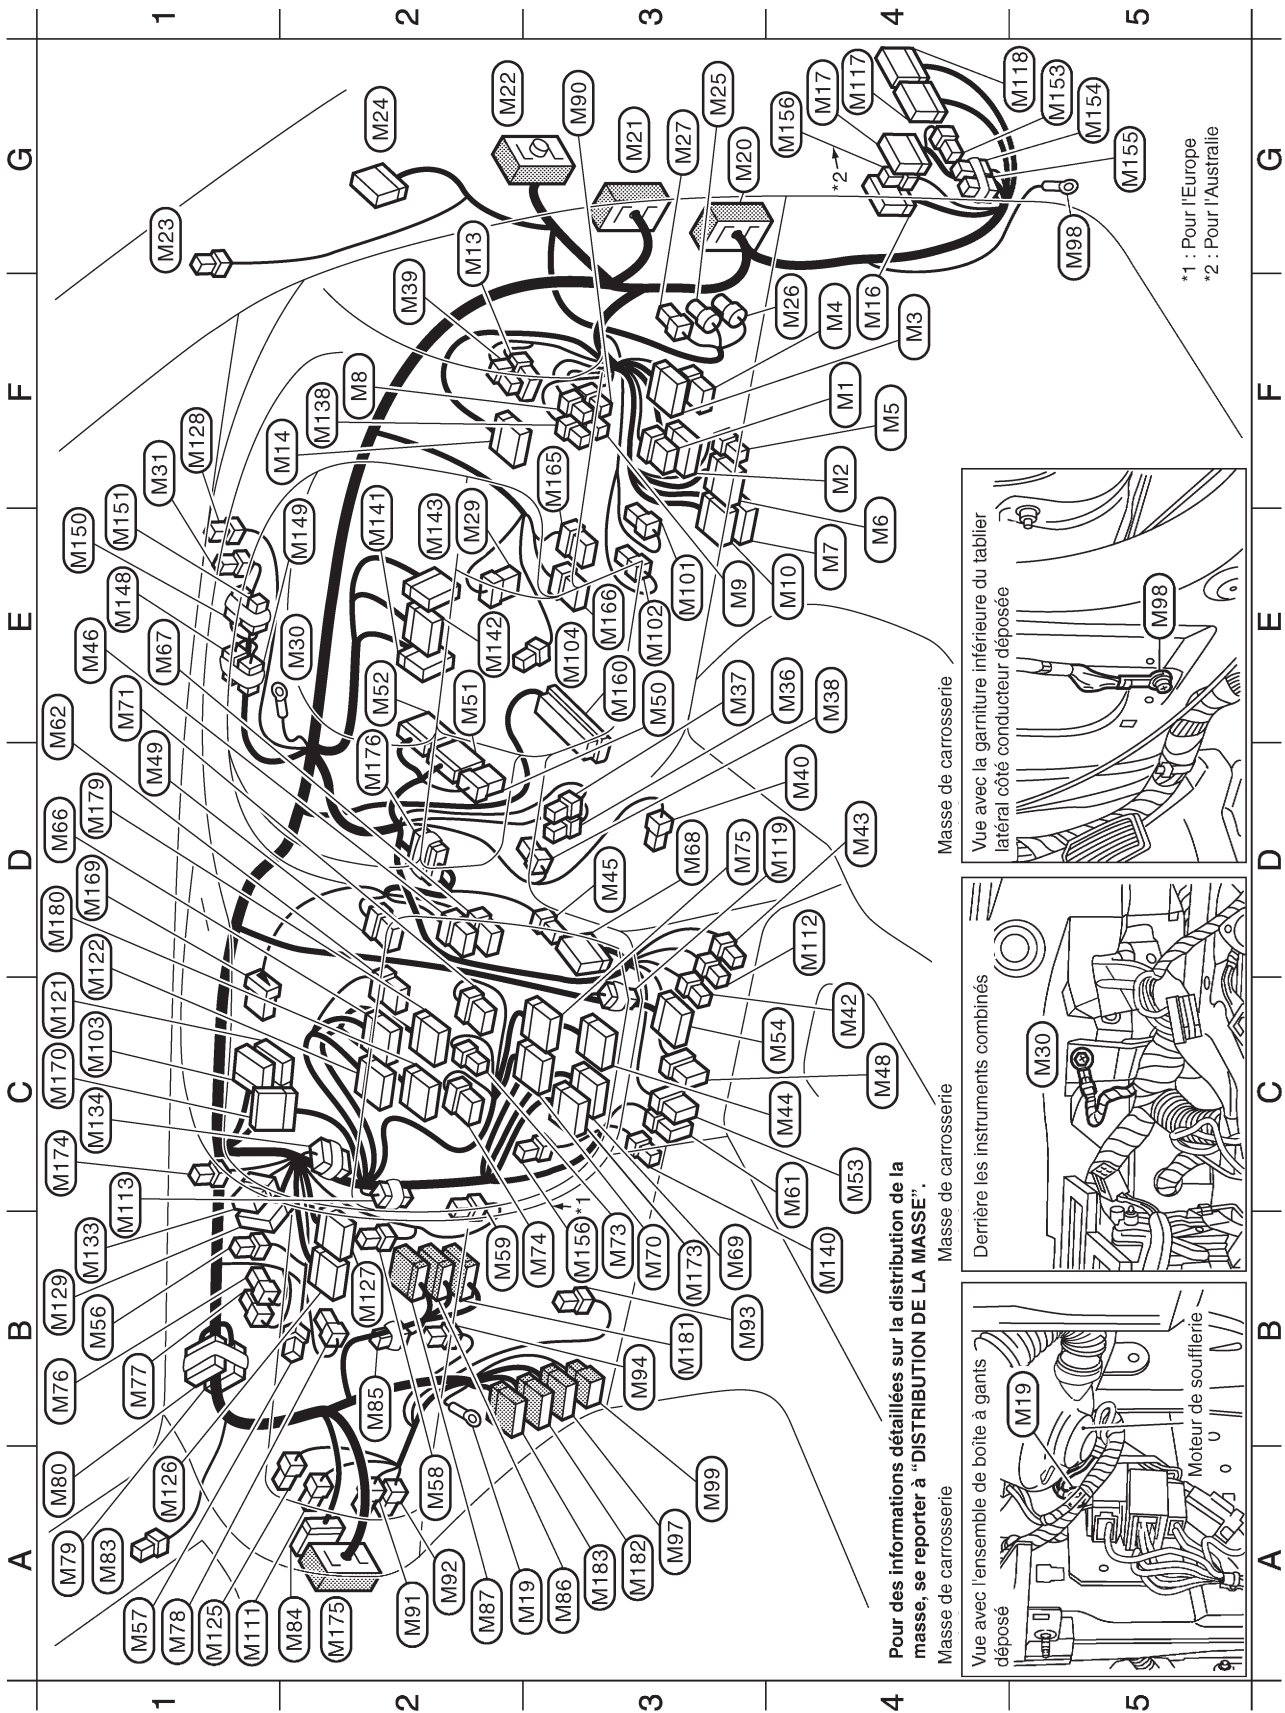 1 2 3 4 5
G
F
E
D
C
B
A
M24
M22
M90
M21
M27
M25
M20
M156
M17
M117
M118
M153
M154
M155
M98
*2
M23
M13
M39
M8
M138
M14
M128
M31
M151
M150
M148
M149
M46
M67
M30
M26
M4
M16
M3
M1
M5
M2
M6
M7
M10
M9
M101
M102
M166
M165
M104
M160
M29
M143
M141
M142
M52
M51
M50
M176
M37
M36
M38
M40
M62
M71
M49
M179
M66
M169
M180
M122
M121
M103
M170
M134
M174
M113
M133
M129
M56
M76
M77
M80
M126
M79
M83
M57
M78
M125
M111
M84
M175
M45
M68
M75
M119
M43
M112
M42
M54
M48
M44
M53
M61
M140
M69
M173
M70
M73
M156
*1
M74
M59
M127
M85
M58
M93
M181
M94
M99
M97
M182
M183
M86
M19
M87
M92
M91
*1 : Pour l'Europe
*2 : Pour l'Australie
Pour des informations détaillées sur la distribution de la
masse, se reporter à “DISTRIBUTION DE LA MASSE”.
Masse de carrosserie
Vue avec l'ensemble de boîte à gants
déposé
M19
Moteur de soufflerie
Masse de carrosserie
Derrière les instruments combinés
M30
Masse de carrosserie
Vue avec la garniture inférieure du tablier
latéral côté conducteur déposée
M98
1 2 3 4 5
G
F
E
D
C
B
A